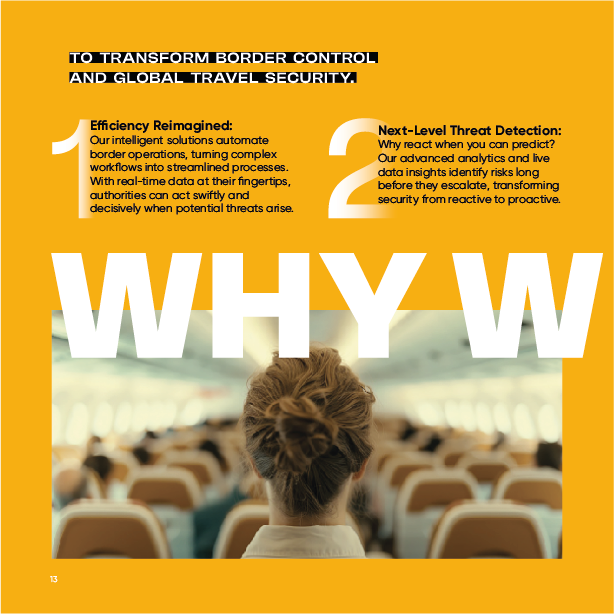 TO TRANSFORM BORDER CONTROL
AND GLOBAL TRAVEL SECURITY.
1
Efficiency Reimagined:
Our intelligent solutions automate
border operations, turning complex
workflows into streamlined processes.
With real-time data at their fingertips,
authorities can act swiftly and
decisively when potential threats arise.
2
Next-Level Threat Detection:
Why react when you can predict?
Our advanced analytics and live
data insights identify risks long
before they escalate, transforming
security from reactive to proactive.
WHY W
13